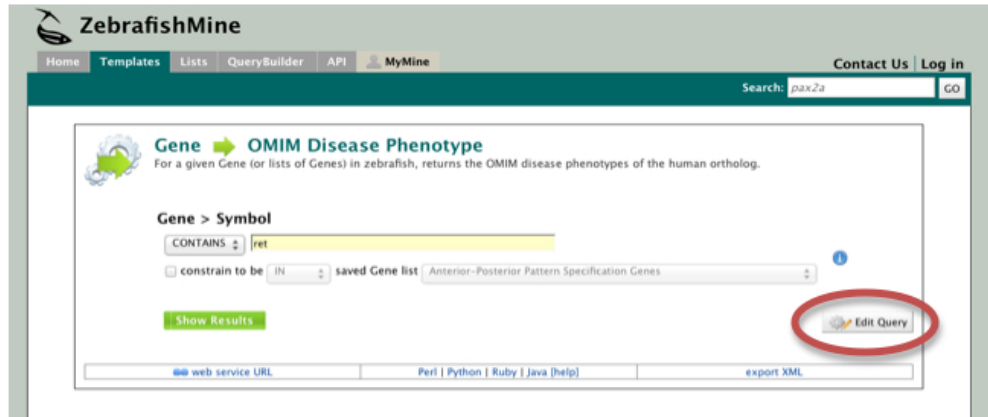 ZebrafishMine
Home Templates Lists QueryBuilder API MyMine
Contact Us | Log in
Search: pax2a GO
Gene OMIM Disease Phenotype
For a given Gene (or lists of Genes) in zebrafish, returns the OMIM disease phenotypes of the human ortholog.
Gene > Symbol
CONTAINS ret
constrain to be IN saved Gene list Anterior-Posterior Pattern Specification Genes
i
Show Results Edit Query
web service URL Perl | Python | Ruby | Java [help] export XML